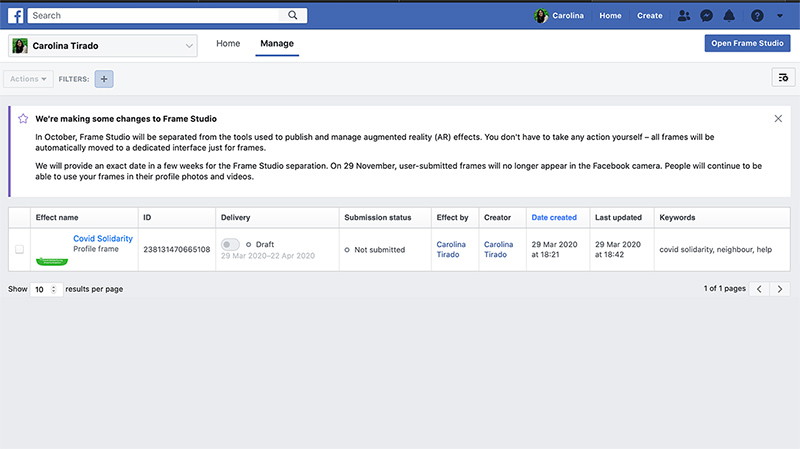 Search
Carolina
Home
Create
Carolina Tirado
Home
Manage
Open Frame Studio
Actions
FILTERS:
We're making some changes to Frame Studio
In October, Frame Studio will be separated from the tools used to publish and manage augmented reality (AR) effects. You don't have to take any action yourself – all frames will be
automatically moved to a dedicated interface just for frames.
We will provide an exact date in a few weeks for the Frame Studio separation. On 29 November, user-submitted frames will no longer appear in the Facebook camera. People will continue to be
able to use your frames in their profile photos and videos.
Effect name
ID
Delivery
Submission status
Effect by
Creator
Date created
Last updated
Keywords
Covid Solidarity
Profile frame
238131470665108
Draft
29 Mar 2020–22 Apr 2020
Not submitted
Carolina
Tirado
Carolina
Tirado
29 Mar 2020
at 18:21
29 Mar 2020
at 18:42
covid solidarity, neighbour, help
Show 10 results per page
1 of 1 pages